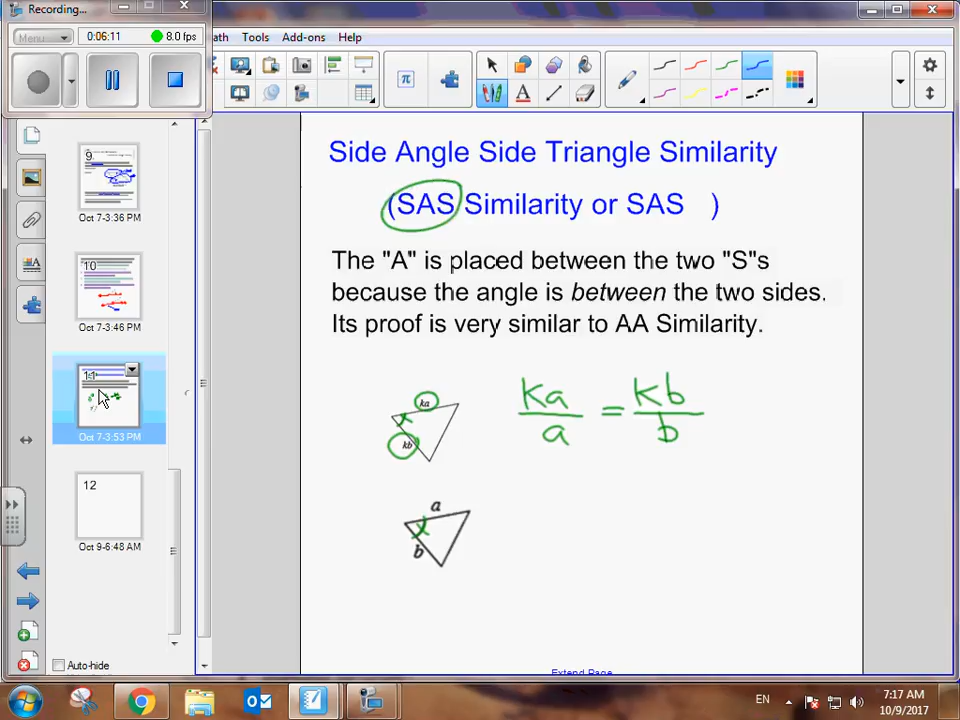 Recording...
Menu
0:06:11
8.0 fps
ath Tools Add-ons Help
9
Oct 7-3:36 PM
10
Oct 7-3:46 PM
11
Oct 7-3:53 PM
12
Oct 9-6:48 AM
Auto-hide
π
A
Side Angle Side Triangle Similarity
(SAS Similarity or SAS )
The "A" is placed between the two "S"s
because the angle is between the two sides.
Its proof is very similar to AA Similarity.
ka
kb
Ka/a = Kb/b
a
b
Extend Page
EN
7:17 AM
10/9/2017